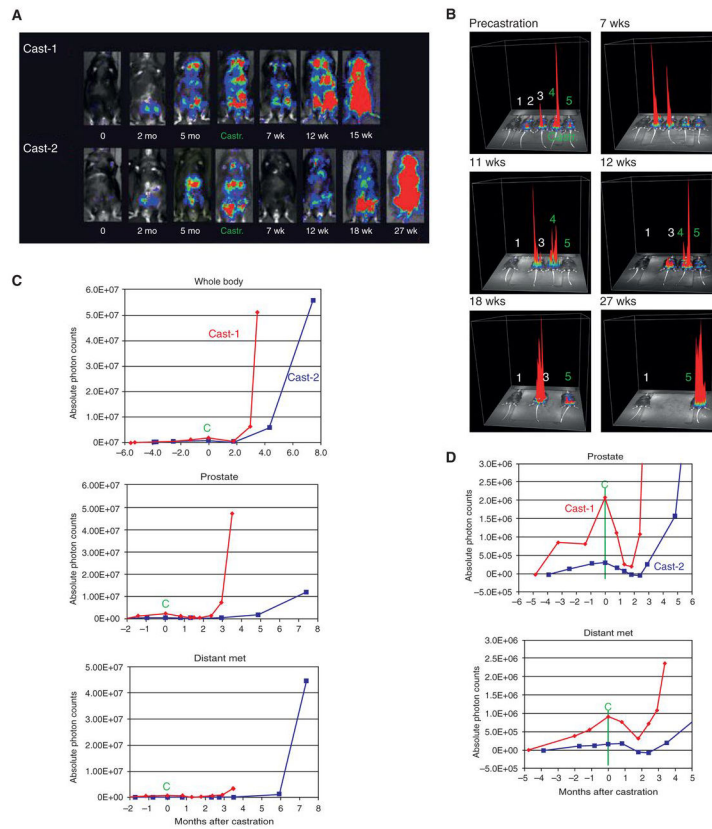 A
Cast-1
0 2 mo 5 mo Castr. 7 wk 12 wk 15 wk
Cast-2
0 2 mo 5 mo Castr. 7 wk 12 wk 18 wk 27 wk
B
Precastration 7 wks
1 2 3 4 5
11 wks 12 wks
1 3 4 5 1 3 4 5
18 wks 27 wks
1 3 5 1 5
C
Whole body
Absolute photon counts
6.0E+07
5.0E+07
4.0E+07
3.0E+07
2.0E+07
1.0E+07
0E+07
Cast-1
Cast-2
C
−6.0 −4.0 −2.0 0 2.0 4.0 6.0 8.0
Prostate
Absolute photon counts
6.00E+07
5.00E+07
4.00E+07
3.00E+07
2.00E+07
1.00E+07
0.E+00
C
−2 −1 0 1 2 3 4 5 6 7 8
Distant met
Absolute photon counts
5.00E+07
4.00E+07
3.00E+07
2.00E+07
1.00E+07
0.00E+00
C
−2 −1 0 1 2 3 4 5 6 7 8
Months after castration
D
Prostate
Absolute photon counts
3.0E+06
2.5E+06
2.0E+06
1.5E+06
1.0E+06
5.0E+05
0.0E+00
−5.0E+05
C
Cast-1
Cast-2
−6 −5 −4 −3 −2 −1 0 1 2 3 4 5 6
Distant met
Absolute photon counts
3.0E+06
2.5E+06
2.0E+06
1.5E+06
1.0E+06
5.0E+05
0.0E+00
−5.0E+05
C
−5 −4 −3 −2 −1 0 1 2 3 4 5
Months after castration